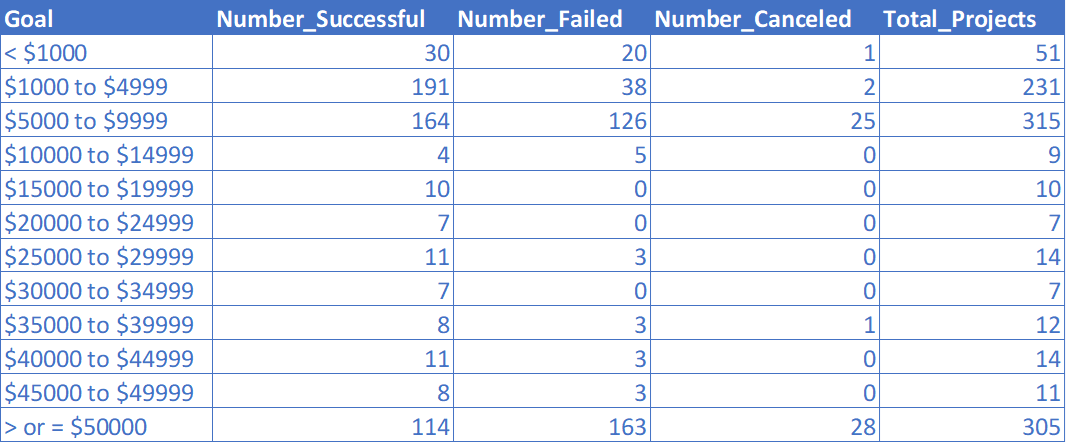 Goal Number_Successful Number_Failed Number_Canceled Total_Projects
< $1000 30 20 1 51
$1000 to $4999 191 38 2 231
$5000 to $9999 164 126 25 315
$10000 to $14999 4 5 0 9
$15000 to $19999 10 0 0 10
$20000 to $24999 7 0 0 7
$25000 to $29999 11 3 0 14
$30000 to $34999 7 0 0 7
$35000 to $39999 8 3 1 12
$40000 to $44999 11 3 0 14
$45000 to $49999 8 3 0 11
> or = $50000 114 163 28 305